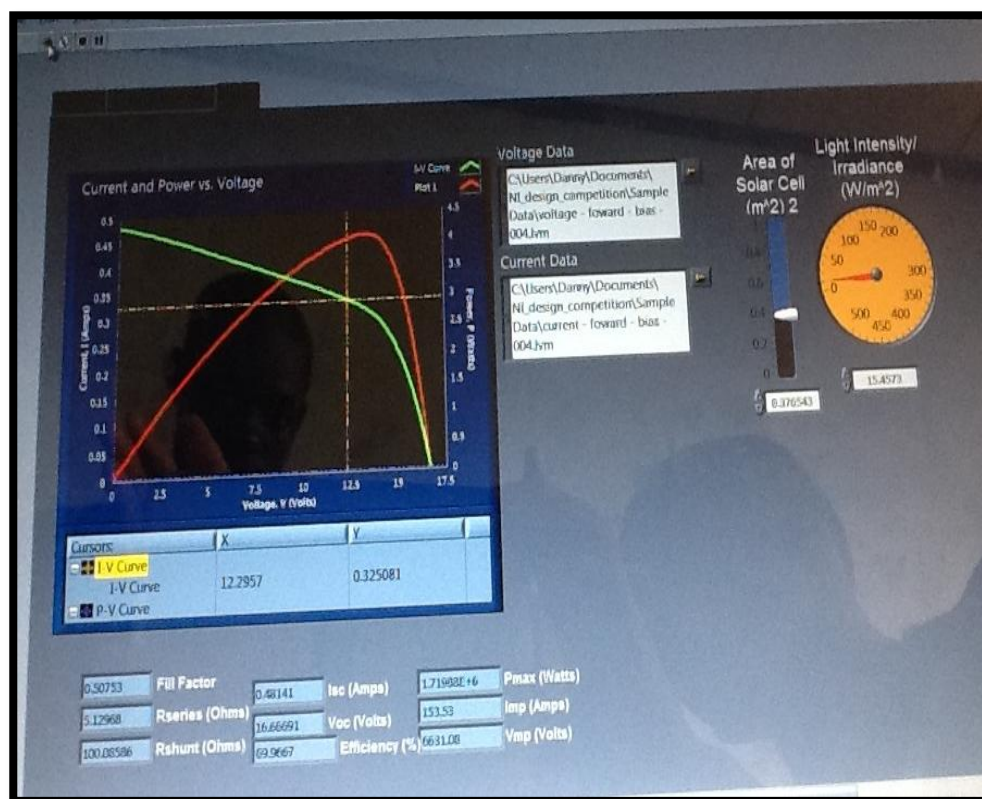 Current and Power vs. Voltage
I-V Curve
Plot 1
0.5
0.45
0.4
0.35
0.3
0.25
0.2
0.15
0.1
0.05
0
Current, I (Amps)
4.5
4
3.5
3
2.5
2
1.5
1
0.5
0
Power, P (Watts)
0
2.5
5
7.5
10
12.5
15
17.5
Voltage, V (Volts)
Cursors:
X
Y
I-V Curve
I-V Curve
12.2957
0.325081
P-V Curve
Voltage Data
C:\Users\Danny\Documents\
NI_design_competition\Sample
Data\voltage - foward - bias -
004.lvm
Current Data
C:\Users\Danny\Documents\
NI_design_competition\Sample
Data\current - foward - bias -
004.lvm
Area of
Solar Cell
(m^2) 2
1
0.8
0.6
0.4
0.2
0
0.376543
Light Intensity/
Irradiance
(W/m^2)
0
50
100
150
200
300
350
400
450
500
15.4573
0.50753 Fill Factor
5.12968 Rseries (Ohms)
100.08586 Rshunt (Ohms)
0.48141 Isc (Amps)
16.66691 Voc (Volts)
69.9667 Efficiency (%)
1.71988E+6 Pmax (Watts)
153.53 Imp (Amps)
6631.08 Vmp (Volts)